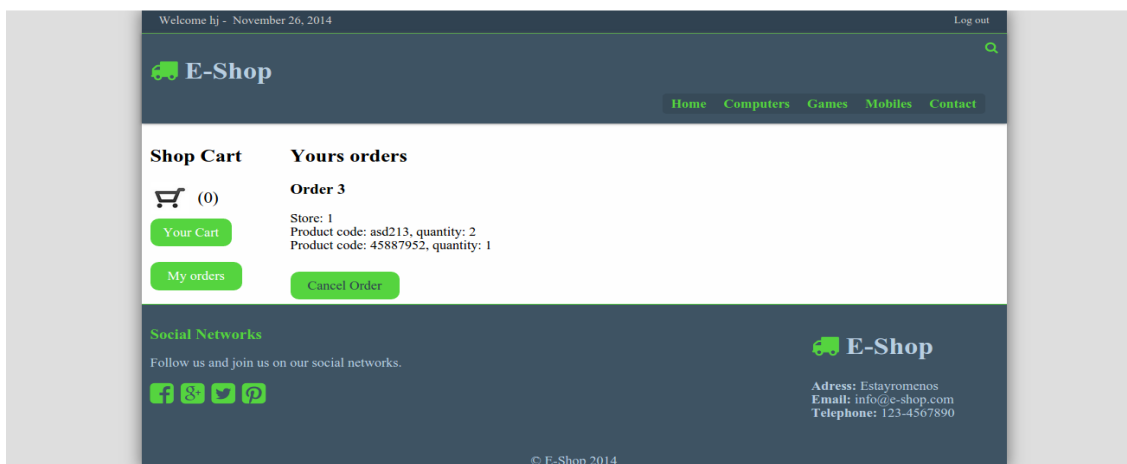 Welcome hj - November 26, 2014
Log out
E-Shop
Home Computers Games Mobiles Contact
Shop Cart
(0)
Your Cart
My orders
Yours orders
Order 3
Store: 1
Product code: asd213, quantity: 2
Product code: 45887952, quantity: 1
Cancel Order
Social Networks
Follow us and join us on our social networks.
E-Shop
Adress: Estayromenos
Email: info@e-shop.com
Telephone: 123-4567890
© E-Shop 2014